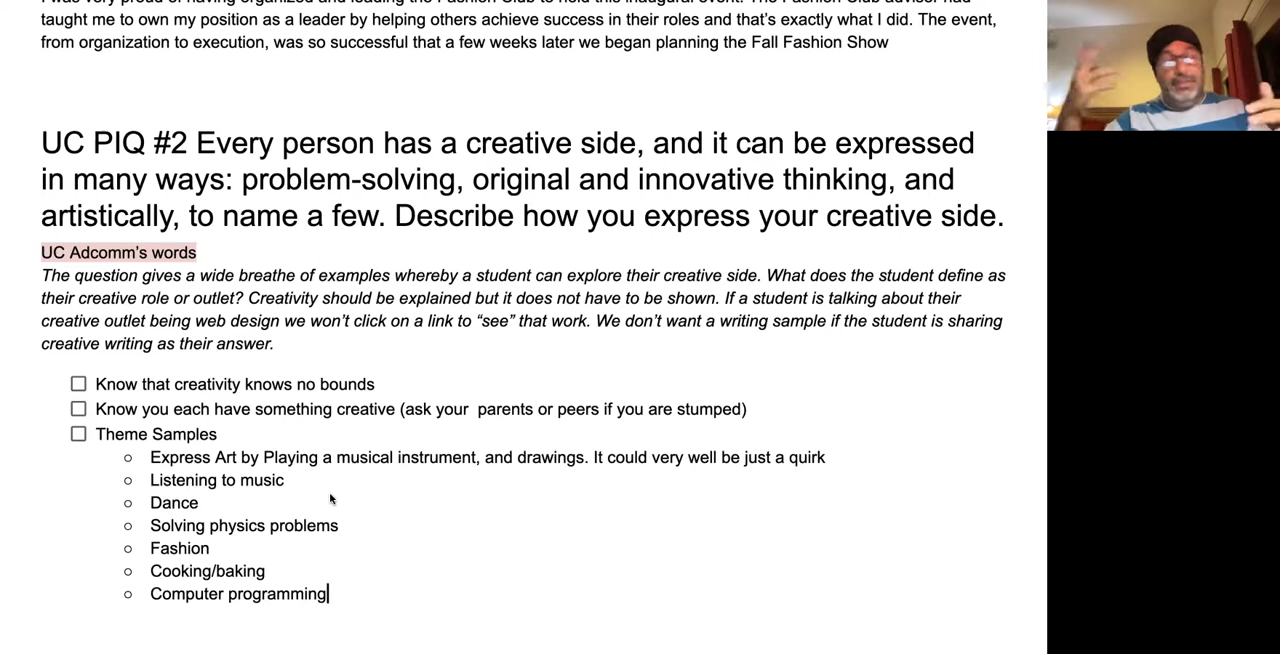 taught me to own my position as a leader by helping others achieve success in their roles and that's exactly what I did. The event,
from organization to execution, was so successful that a few weeks later we began planning the Fall Fashion Show
UC PIQ #2 Every person has a creative side, and it can be expressed
in many ways: problem-solving, original and innovative thinking, and
artistically, to name a few. Describe how you express your creative side.
UC Adcomm's words
The question gives a wide breathe of examples whereby a student can explore their creative side. What does the student define as
their creative role or outlet? Creativity should be explained but it does not have to be shown. If a student is talking about their
creative outlet being web design we won't click on a link to "see" that work. We don't want a writing sample if the student is sharing
creative writing as their answer.
Know that creativity knows no bounds
Know you each have something creative (ask your  parents or peers if you are stumped)
Theme Samples
Express Art by Playing a musical instrument, and drawings. It could very well be just a quirk
Listening to music
Dance
Solving physics problems
Fashion
Cooking/baking
Computer programming